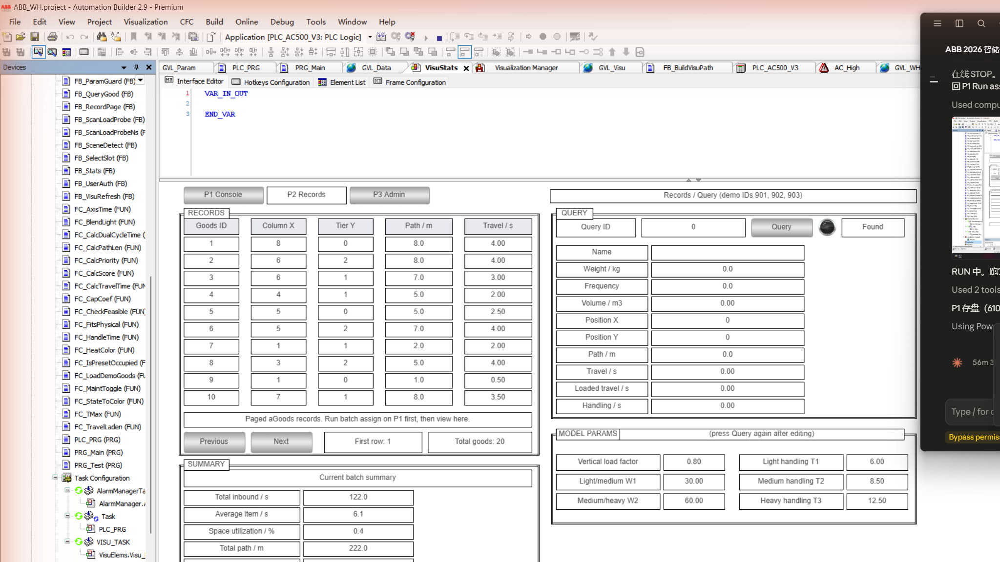 ABB_WH.project - Automation Builder 2.9 - Premium
File Edit View Project Visualization CFC Build Online Debug Tools Window Help
Application [PLC_AC500_V3: PLC Logic]
Devices
GVL_Param PLC_PRG PRG_Main GVL_Data VisuStats Visualization Manager GVL_Visu FB_BuildVisuPath PLC_AC500_V3 AC_High GVL_WH
Interface Editor Hotkeys Configuration Element List Frame Configuration
1 VAR_IN_OUT
2
3 END_VAR
FB_ParamGuard (FB)
FB_QueryGood (FB)
FB_RecordPage (FB)
FB_ScanLoadProbe (FB)
FB_ScanLoadProbeNs (F
FB_SceneDetect (FB)
FB_SelectSlot (FB)
FB_Stats (FB)
FB_UserAuth (FB)
FB_VisuRefresh (FB)
FC_AxisTime (FUN)
FC_BlendLight (FUN)
FC_CalcDualCycleTime (
FC_CalcPathLen (FUN)
FC_CalcPriority (FUN)
FC_CalcScore (FUN)
FC_CalcTravelTime (FUN
FC_CapCoef (FUN)
FC_CheckFeasible (FUN)
FC_FitsPhysical (FUN)
FC_HandleTime (FUN)
FC_HeatColor (FUN)
FC_IsPresetOccupied (F
FC_LoadDemoGoods (FU
FC_MaintToggle (FUN)
FC_StateToColor (FUN)
FC_TMax (FUN)
FC_TravelLaden (FUN)
PLC_PRG (PRG)
PRG_Main (PRG)
PRG_Test (PRG)
Task Configuration
AlarmManagerTa
AlarmManager.A
Task
PLC_PRG
VISU_TASK
VisuElems.Visu_
P1 Console P2 Records P3 Admin
RECORDS
Goods ID Column X Tier Y Path / m Travel / s
1 8 0 8.0 4.00
2 6 2 8.0 4.00
3 6 1 7.0 3.00
4 4 1 5.0 2.00
5 5 0 5.0 2.50
6 5 2 7.0 4.00
7 1 1 2.0 2.00
8 3 2 5.0 4.00
9 1 0 1.0 0.50
10 7 1 8.0 3.50
Paged aGoods records. Run batch assign on P1 first, then view here.
Previous Next First row: 1 Total goods: 20
SUMMARY
Current batch summary
Total inbound / s 122.0
Average item / s 6.1
Space utilization / % 0.4
Total path / m 222.0
Records / Query (demo IDs 901, 902, 903)
QUERY
Query ID 0 Query Found
Name
Weight / kg 0.0
Frequency 0.0
Volume / m3 0.00
Position X 0
Position Y 0
Path / m 0.0
Travel / s 0.00
Loaded travel / s 0.00
Handling / s 0.00
MODEL PARAMS (press Query again after editing)
Vertical load factor 0.80 Light handling T1 6.00
Light/medium W1 30.00 Medium handling T2 8.50
Medium/heavy W2 60.00 Heavy handling T3 12.50
ABB 2026 智储
在线 STOP。
回 P1 Run ass
Used compu
RUN 中。跑
Used 2 tools
P1 存盘（610
Using Pow
56m 3
Type / for c
Bypass permiss